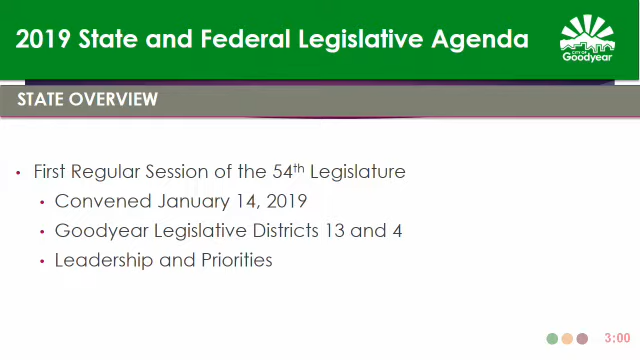 2019 State and Federal Legislative Agenda
CITY OF
Goodyear
STATE OVERVIEW
• First Regular Session of the 54th Legislature
• Convened January 14, 2019
• Goodyear Legislative Districts 13 and 4
• Leadership and Priorities
3:00